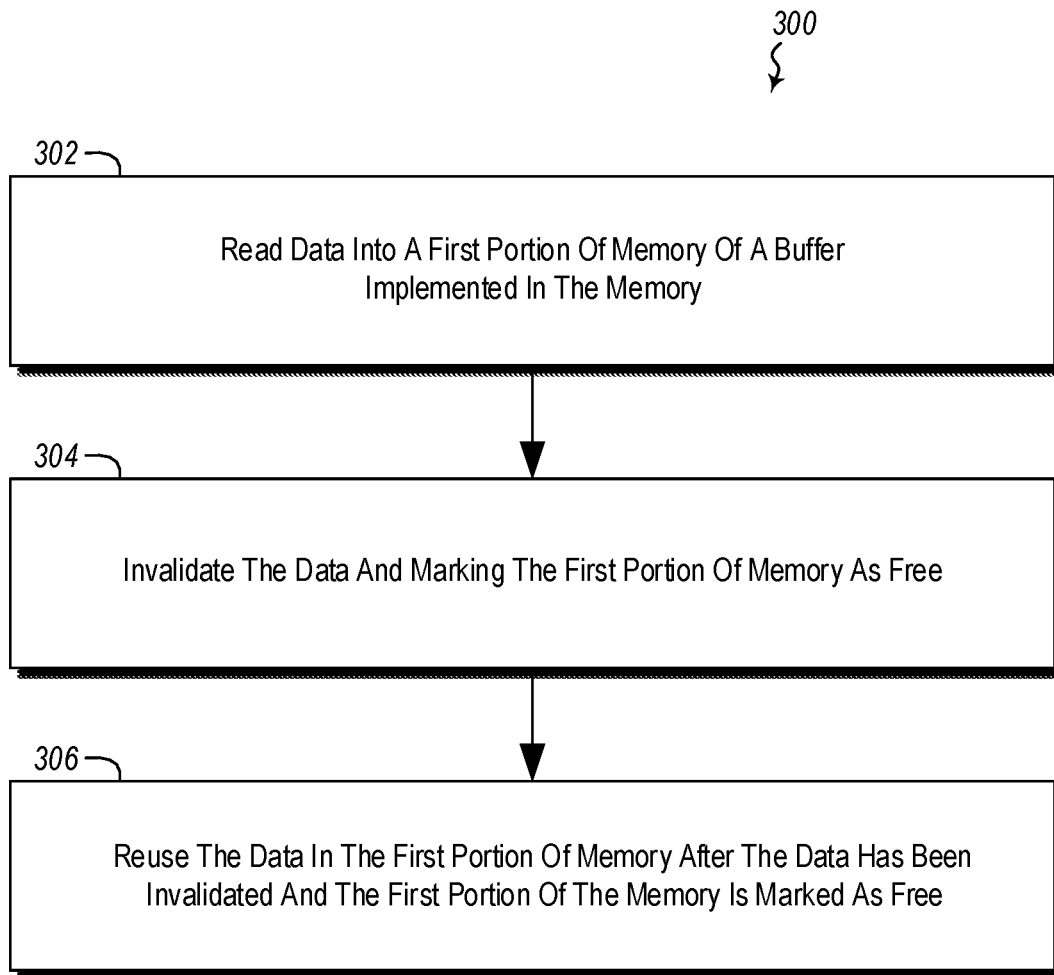 300
302
Read Data Into A First Portion Of Memory Of A Buffer
Implemented In The Memory
304
Invalidate The Data And Marking The First Portion Of Memory As Free
306
Reuse The Data In The First Portion Of Memory After The Data Has Been
Invalidated And The First Portion Of The Memory Is Marked As Free